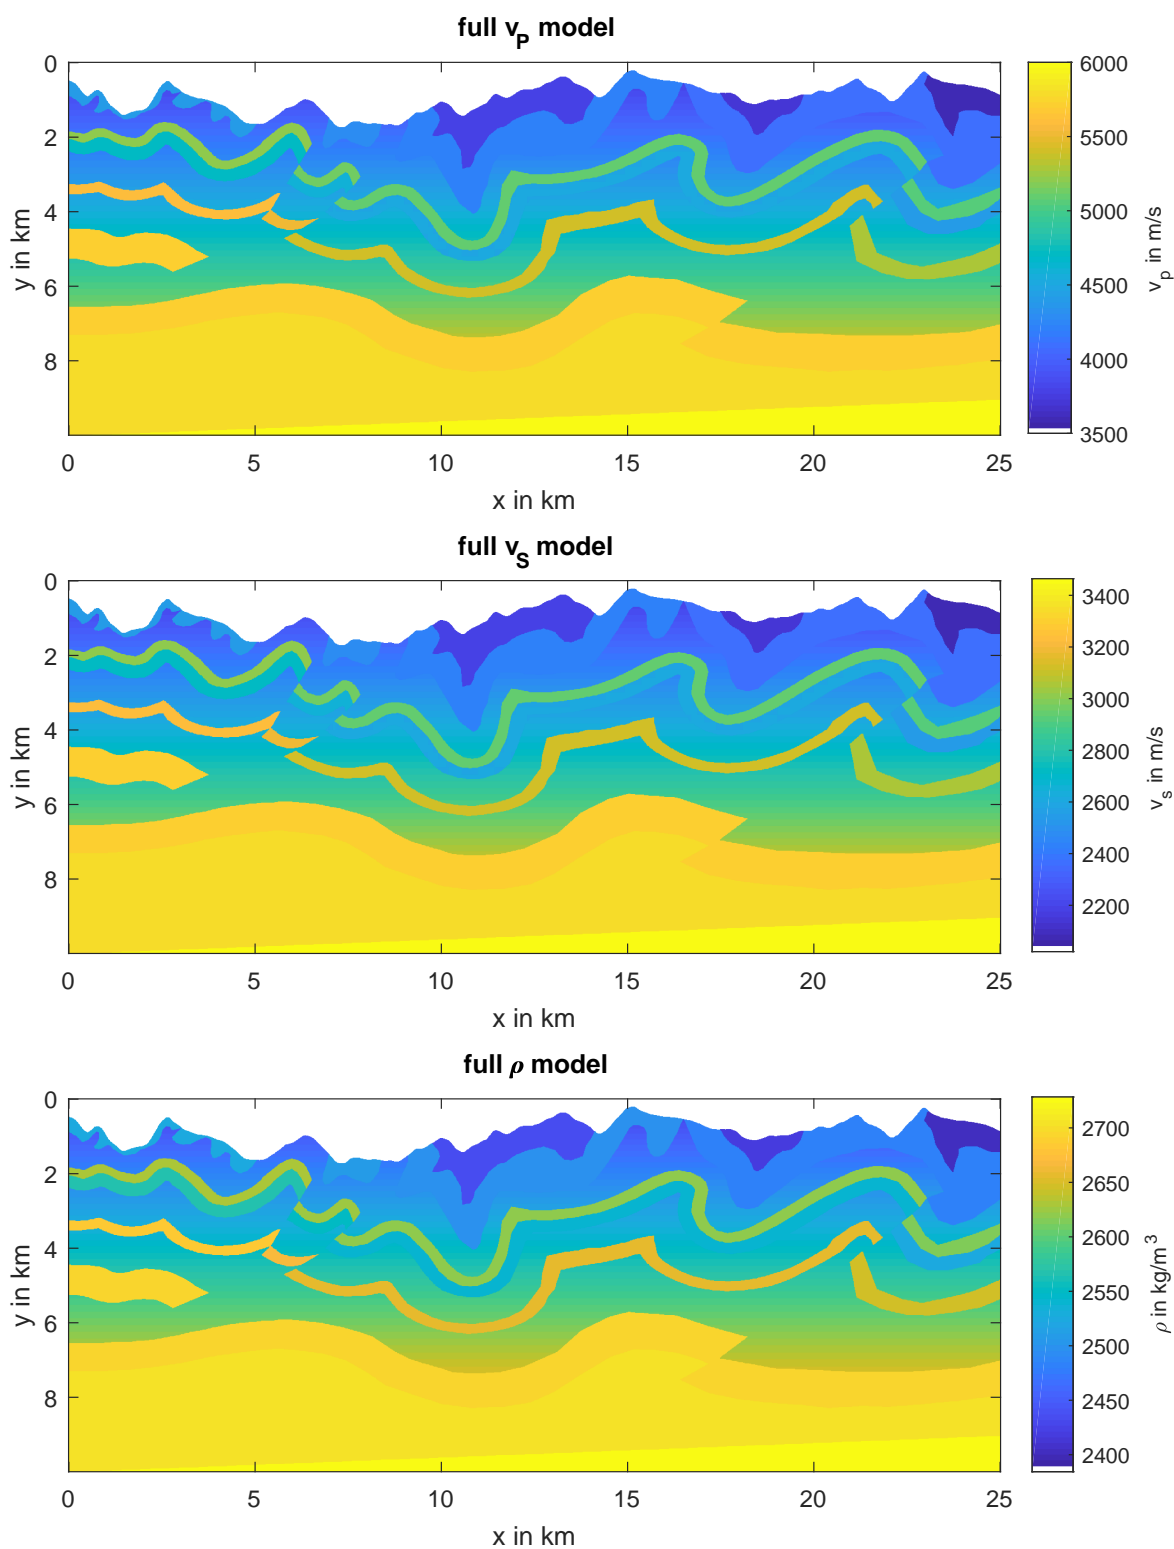 full v_P model
0
2
4
6
8
y in km
0 5 10 15 20 25
x in km
6000
5500
5000
4500
4000
3500
v_p in m/s
full v_S model
0
2
4
6
8
y in km
0 5 10 15 20 25
x in km
3400
3200
3000
2800
2600
2400
2200
v_s in m/s
full ρ model
0
2
4
6
8
y in km
0 5 10 15 20 25
x in km
2700
2650
2600
2550
2500
2450
2400
ρ in kg/m³